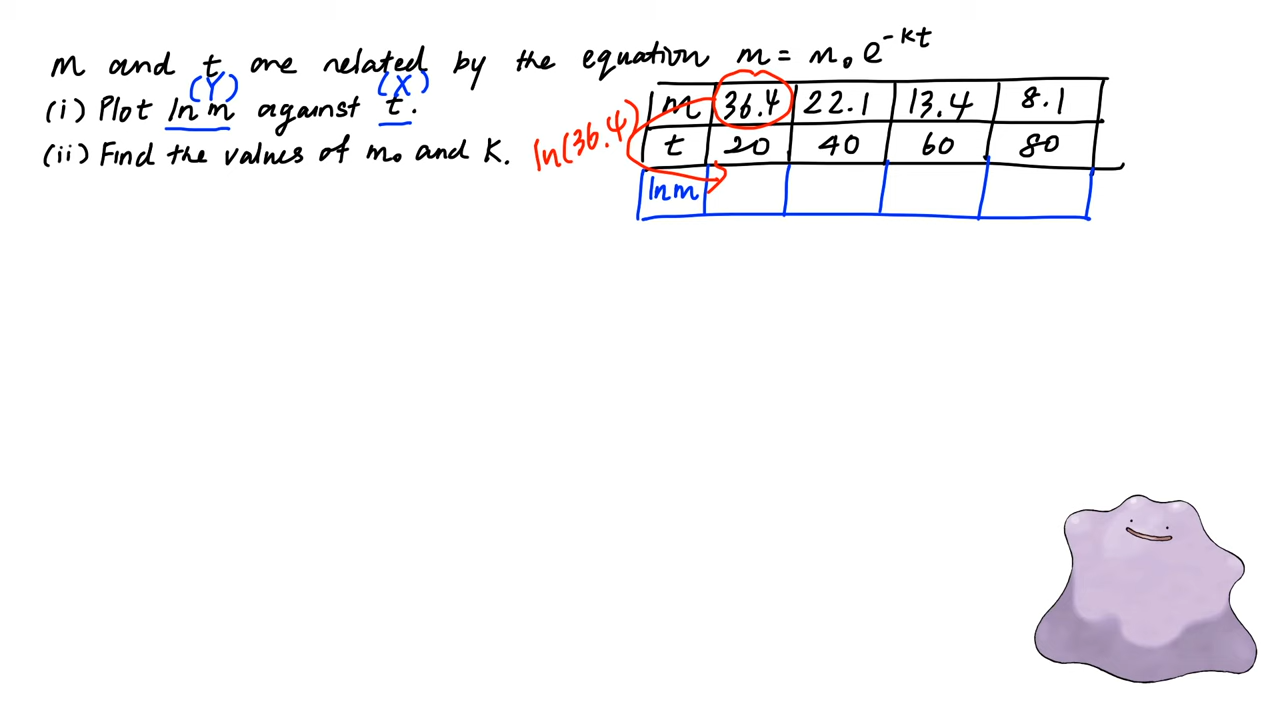 m and t are related by the equation m = m₀ e^(-kt)
(Y) (X)
(i) Plot ln m against t.
(ii) Find the values of m₀ and k.
ln(36.4)
m 36.4 22.1 13.4 8.1
t 20 40 60 80
ln m